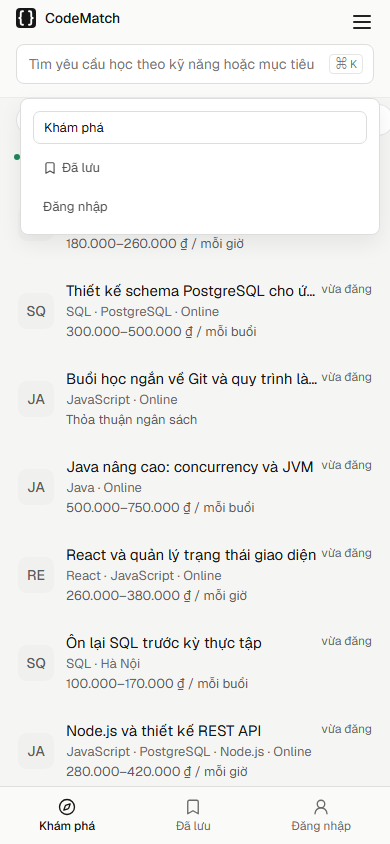 CodeMatch
Tìm yêu cầu học theo kỹ năng hoặc mục tiêu
⌘ K
Khám phá
Đã lưu
Đăng nhập
180.000–260.000 ₫ / mỗi giờ
SQ
Thiết kế schema PostgreSQL cho ứ...
vừa đăng
SQL · PostgreSQL · Online
300.000–500.000 ₫ / mỗi buổi
JA
Buổi học ngắn về Git và quy trình là...
vừa đăng
JavaScript · Online
Thỏa thuận ngân sách
JA
Java nâng cao: concurrency và JVM
vừa đăng
Java · Online
500.000–750.000 ₫ / mỗi buổi
RE
React và quản lý trạng thái giao diện
vừa đăng
React · JavaScript · Online
260.000–380.000 ₫ / mỗi giờ
SQ
Ôn lại SQL trước kỳ thực tập
vừa đăng
SQL · Hà Nội
100.000–170.000 ₫ / mỗi buổi
JA
Node.js và thiết kế REST API
vừa đăng
JavaScript · PostgreSQL · Node.js · Online
280.000–420.000 ₫ / mỗi giờ
Khám phá
Đã lưu
Đăng nhập